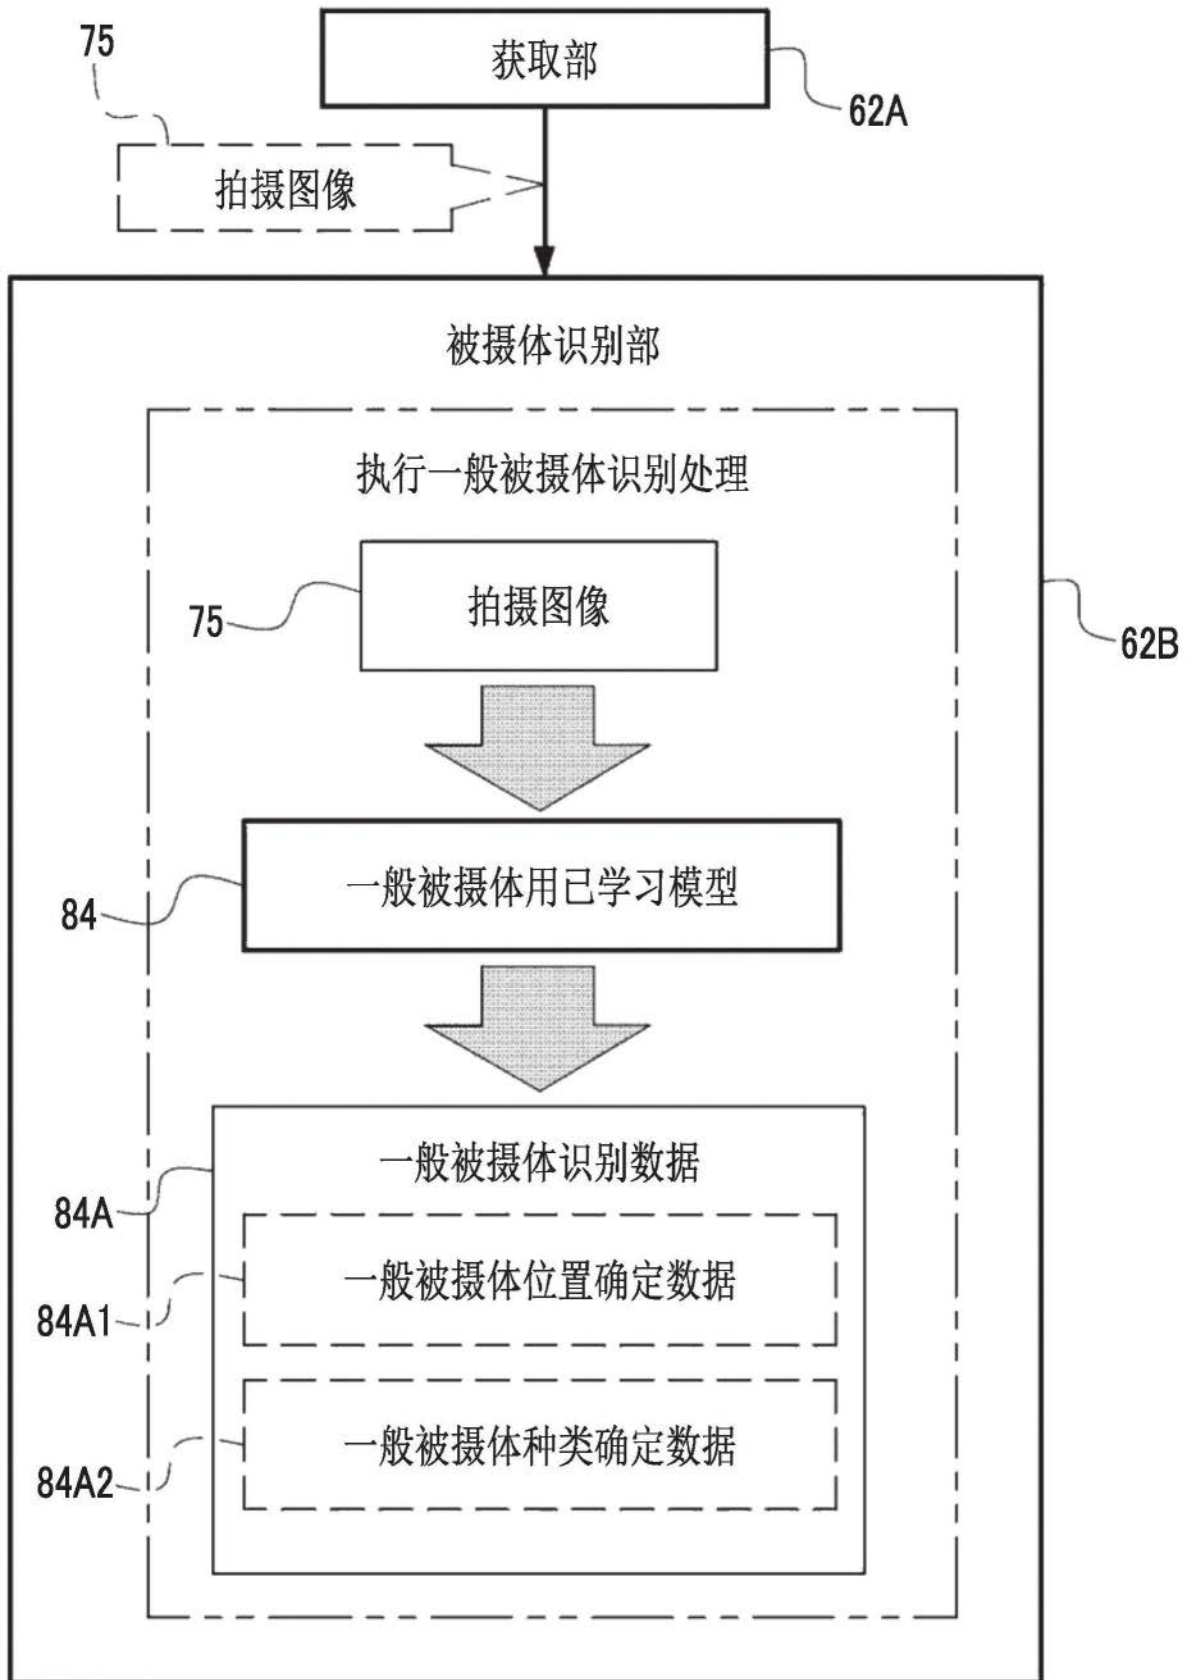 75
获取部
62A
拍摄图像
被摄体识别部
执行一般被摄体识别处理
拍摄图像
75
62B
一般被摄体用已学习模型
84
一般被摄体识别数据
84A
一般被摄体位置确定数据
84A1
一般被摄体种类确定数据
84A2